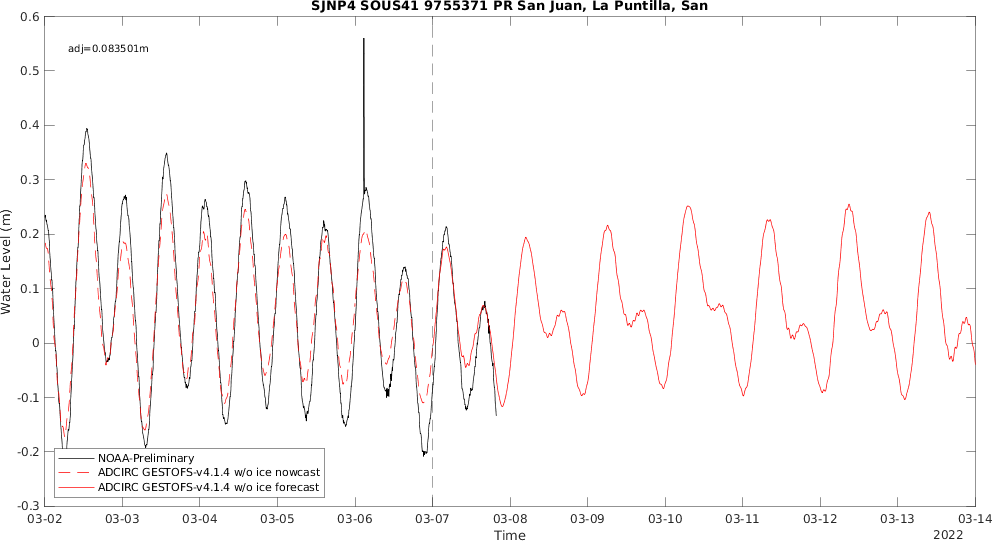 SJNP4 SOUS41 9755371 PR San Juan, La Puntilla, San
0.6
adj=0.083501m
0.5
0.4
0.3
0.2
0.1
0
-0.1
-0.2
-0.3
Water Level (m)
NOAA-Preliminary
ADCIRC GESTOFS-v4.1.4 w/o ice nowcast
ADCIRC GESTOFS-v4.1.4 w/o ice forecast
03-02 03-03 03-04 03-05 03-06 03-07 03-08 03-09 03-10 03-11 03-12 03-13 03-14
Time
2022